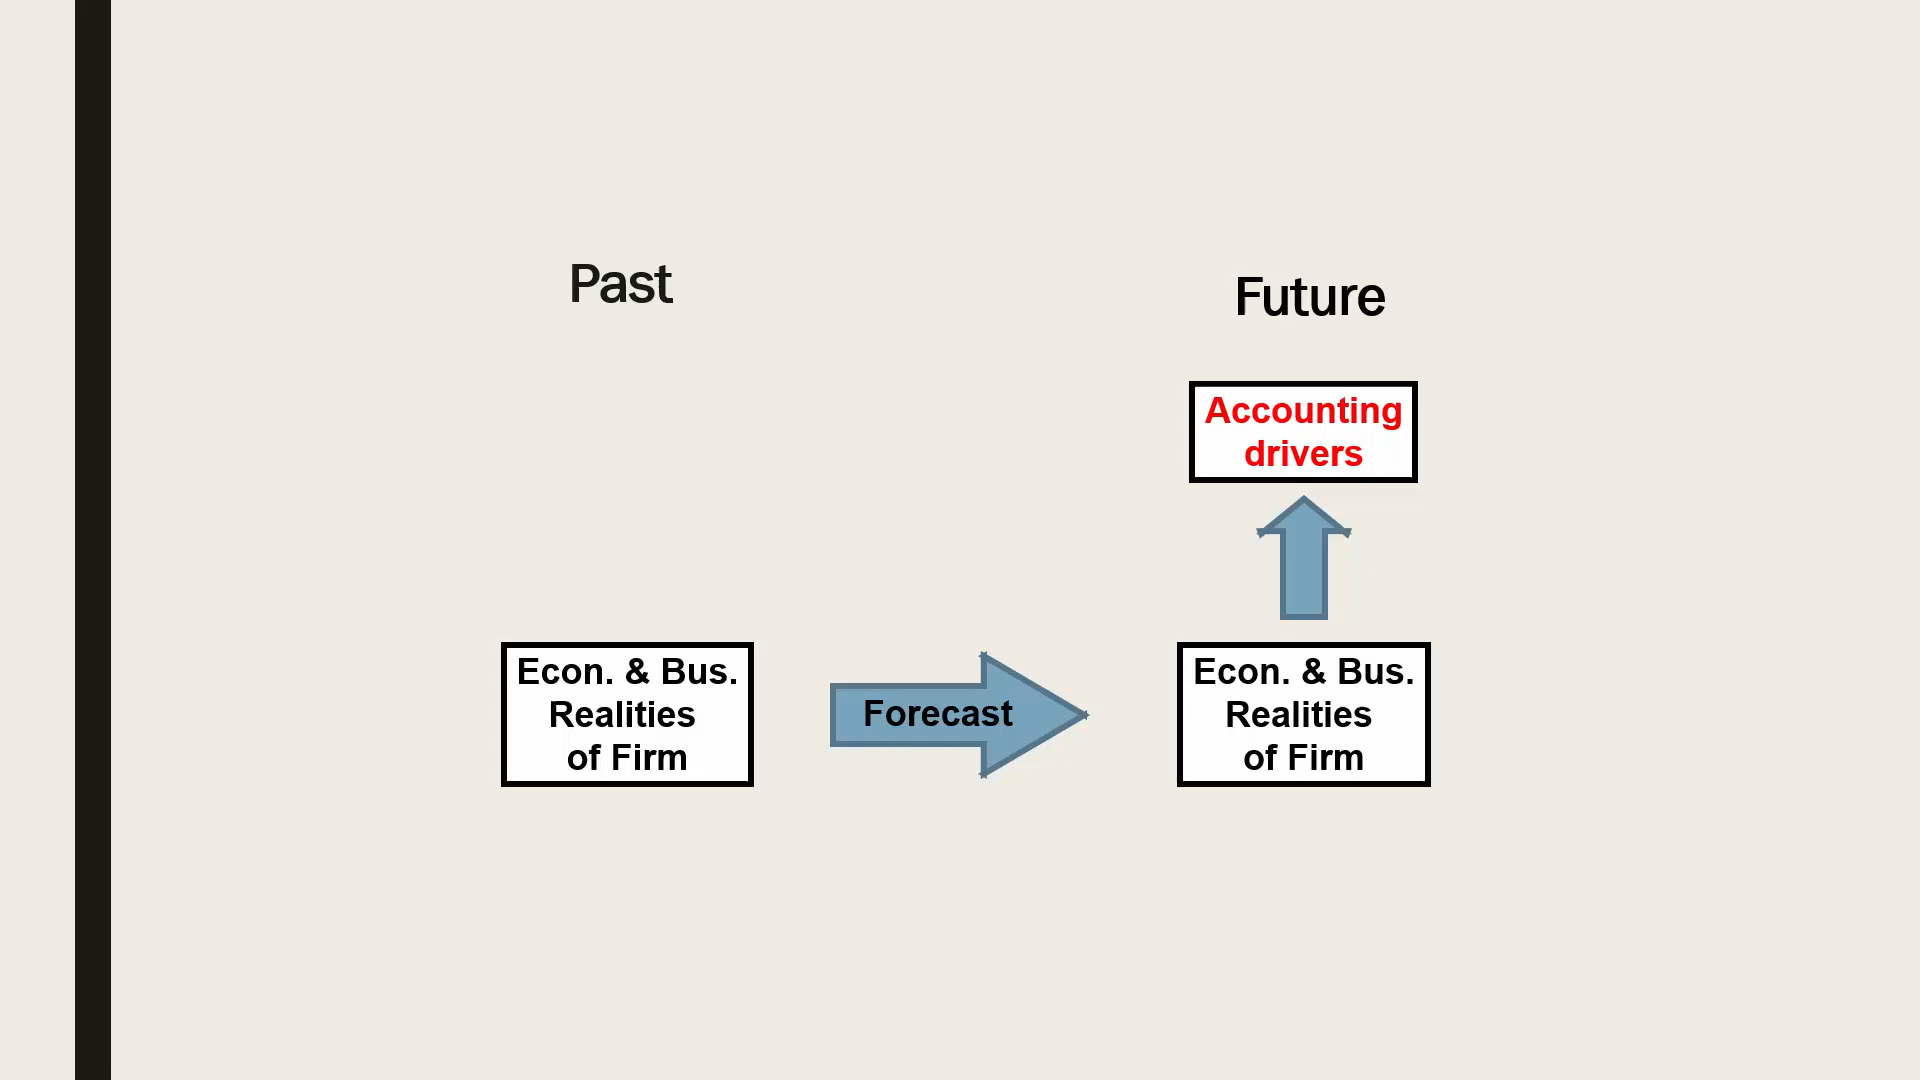 Past
Future
Accounting
drivers
Econ. & Bus.
Realities
of Firm
Forecast
Econ. & Bus.
Realities
of Firm